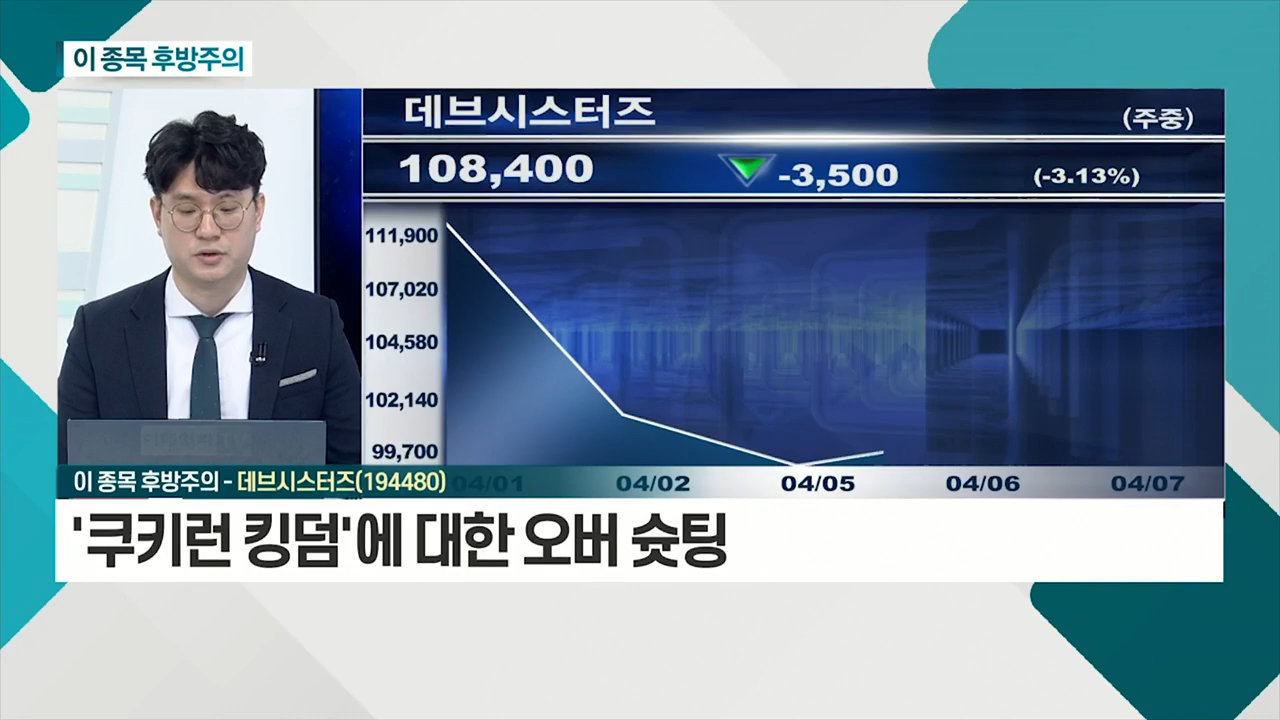 이 종목 후방주의
데브시스터즈 (주중)
108,400 -3,500 (-3.13%)
111,900
107,020
104,580
102,140
99,700
04/01 04/02 04/05 04/06 04/07
이 종목 후방주의 - 데브시스터즈(194480)
'쿠키런 킹덤'에 대한 오버 슛팅